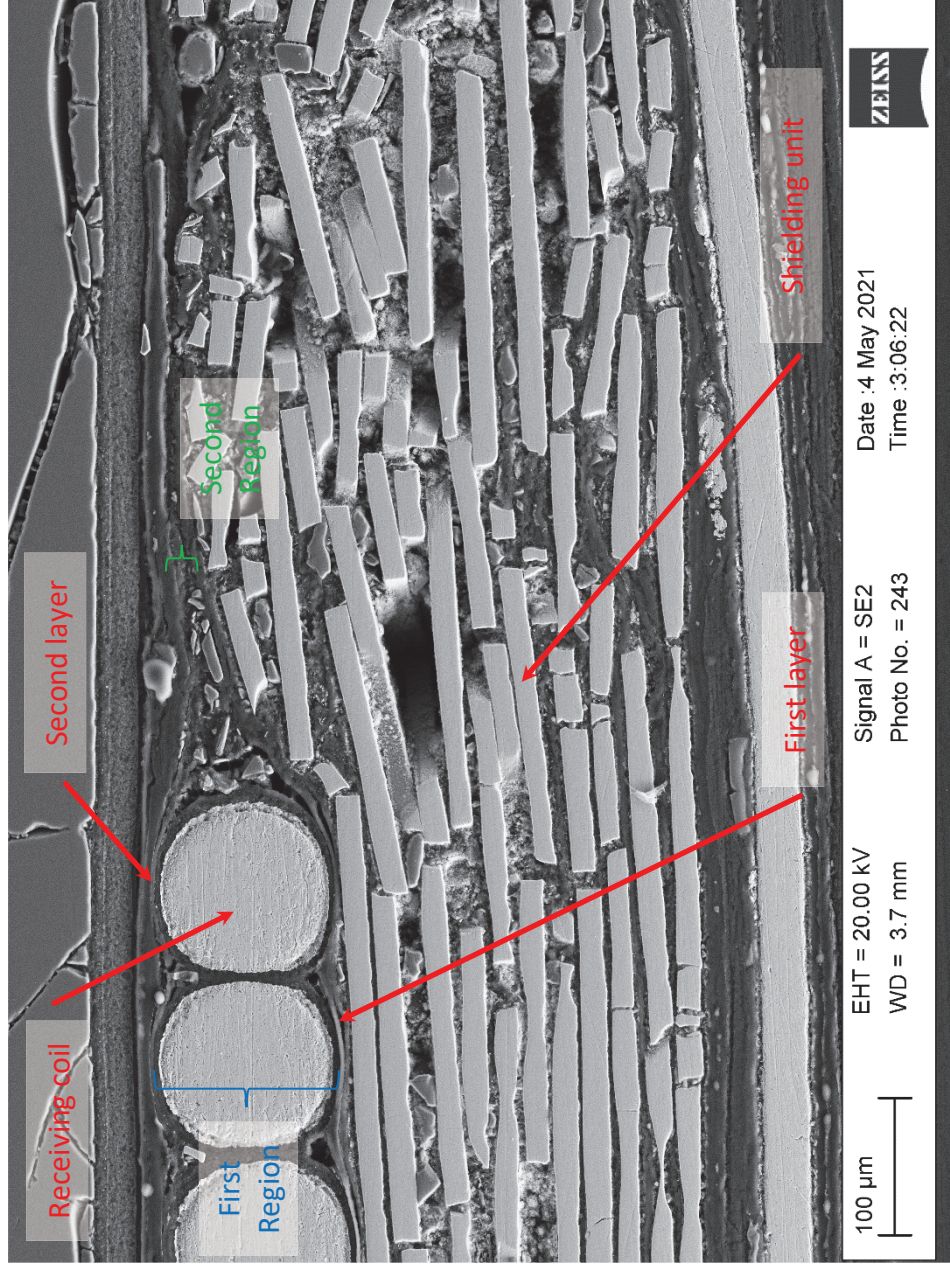 Receiving coil
Second layer
First
Region
Second
Region
First layer
Shielding unit
100 µm
EHT = 20.00 kV
WD = 3.7 mm
Signal A = SE2
Photo No. = 243
Date :4 May 2021
Time :3:06:22
ZEISS